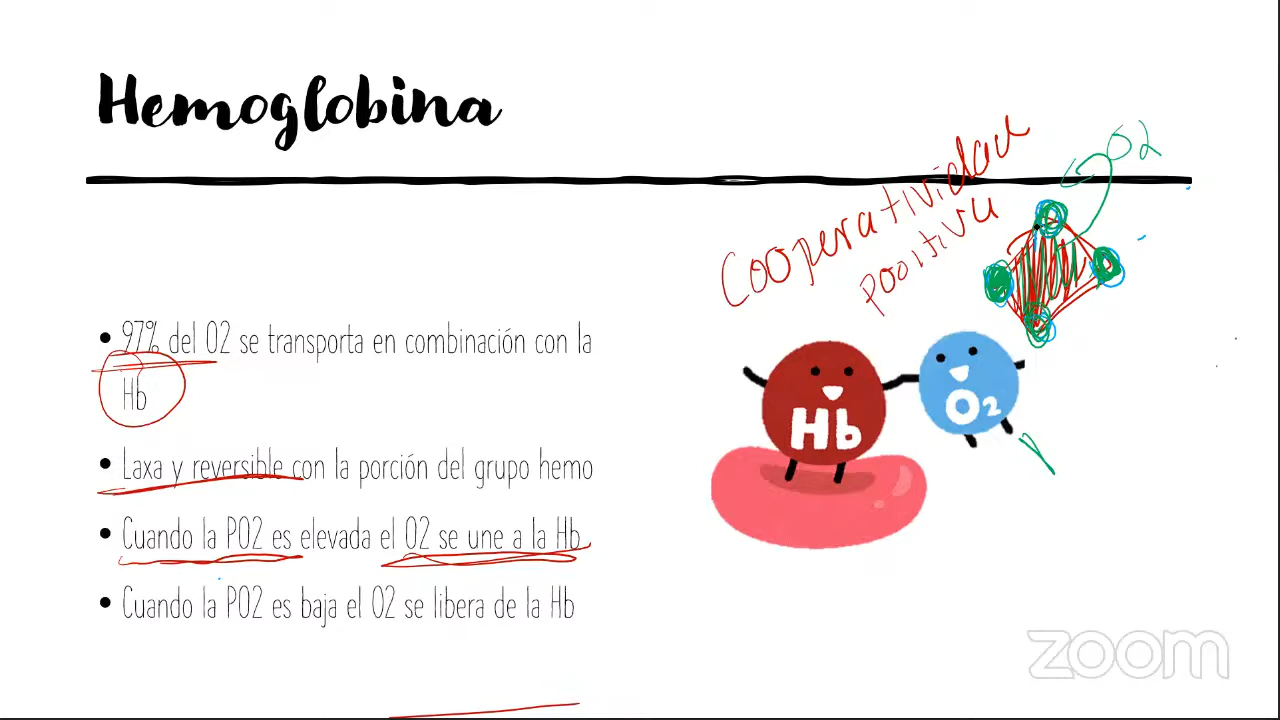 Hemoglobina
Cooperatividad
positiva
O2
• 97% del O2 se transporta en combinación con la
Hb
• Laxa y reversible con la porción del grupo hemo
• Cuando la PO2 es elevada el O2 se une a la Hb
• Cuando la PO2 es baja el O2 se libera de la Hb
Hb
O2
zoom